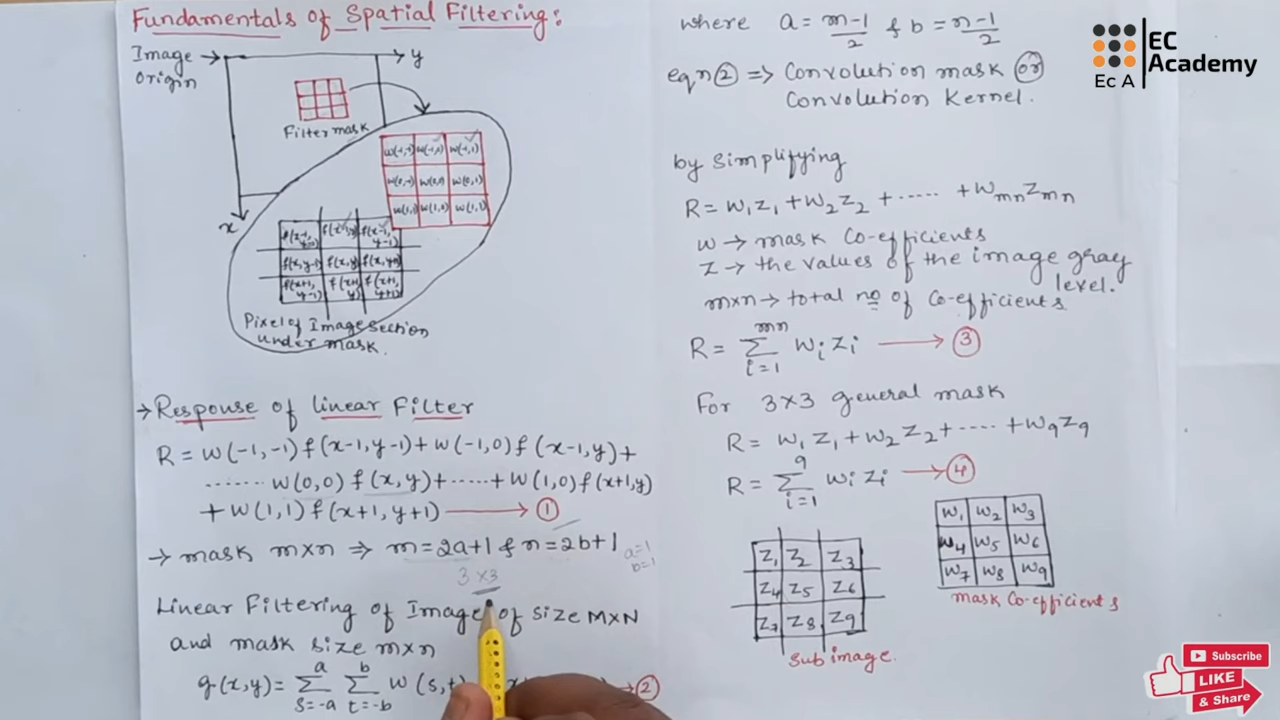 Fundamentals of Spatial Filtering:
Image
Origin
y
Filter mask
w(-1,-1) w(-1,0) w(-1,1)
w(0,-1) w(0,0) w(0,1)
w(1,0) w(1,1)
x
f(x,y-1) f(x,y)
Pixel of Image section
under mask.
→ Response of linear Filter
R = w(-1,-1) f(x-1,y-1) + w(-1,0) f(x-1,y) +
....... w(0,0) f(x,y) + ..... + w(1,0) f(x+1,y)
+ w(1,1) f(x+1,y+1) → ①
→ mask m×n ⇒ m=2a+1 & n=2b+1
a=1
b=1
3×3
Linear Filtering of Image of size M×N
and mask size m×n
g(x,y) = Σ s=-a a Σ t=-b b w(s,t) ②
where a = m-1/2 & b = n-1/2
eqn ② => Convolution mask or
Convolution Kernel.
by simplifying
R = w1z1 + w2z2 + ...... + wmnzmn
w → mask co-efficients
z → the values of the image gray
level.
m×n → total no of co-efficients
R = Σ i=1 mn wi zi → ③
For 3×3 general mask
R = w1z1 + w2z2 + ..... + w9z9
R = Σ i=1 9 wi zi → ④
z1 z2 z3
z4 z5 z6
z7 z8 z9
sub image.
w1 w2 w3
w4 w5 w6
w7 w8 w9
mask co-efficients
EC
Academy
Ec A
Subscribe
LIKE
& Share